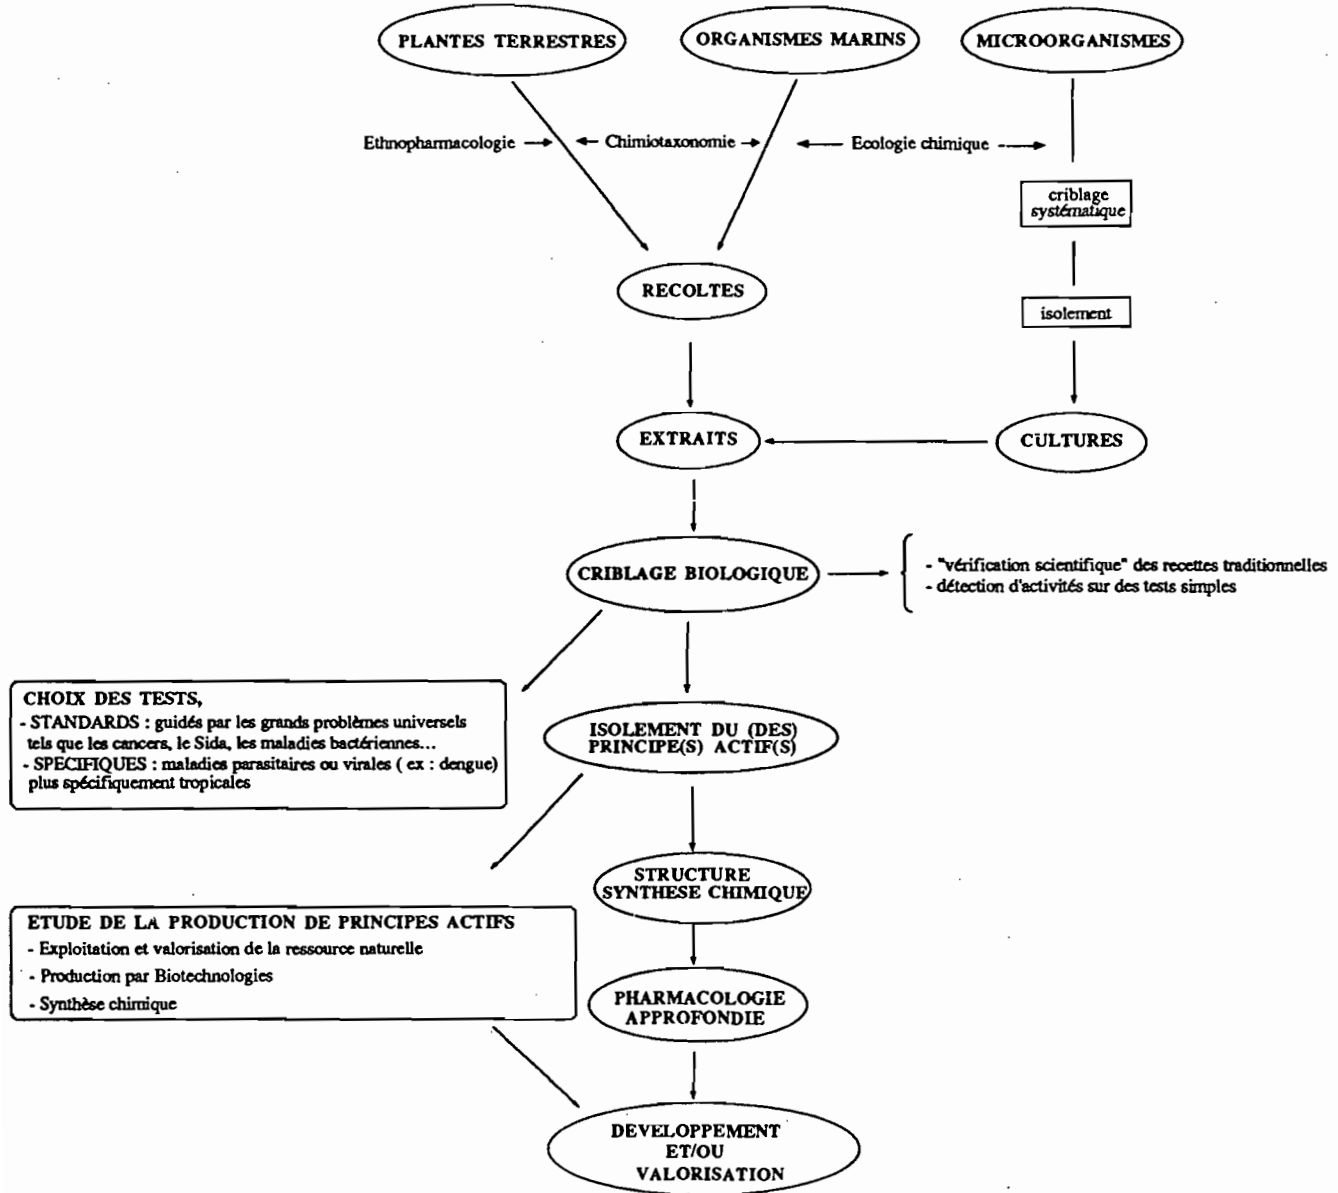 PLANTES TERRESTRES
ORGANISMES MARINS
MICROORGANISMES
Ethnopharmacologie
Chimiotaxonomie
Ecologie chimique
criblage
systématique
RECOLTES
isolement
EXTRAITS
CULTURES
CRIBLAGE BIOLOGIQUE
- "vérification scientifique" des recettes traditionnelles
- détection d'activités sur des tests simples
CHOIX DES TESTS,
- STANDARDS : guidés par les grands problèmes universels
tels que les cancers, le Sida, les maladies bactériennes...
- SPECIFIQUES : maladies parasitaires ou virales ( ex : dengue)
plus spécifiquement tropicales
ISOLEMENT DU (DES)
PRINCIPE(S) ACTIF(S)
STRUCTURE
SYNTHESE CHIMIQUE
ETUDE DE LA PRODUCTION DE PRINCIPES ACTIFS
- Exploitation et valorisation de la ressource naturelle
- Production par Biotechnologies
- Synthèse chimique
PHARMACOLOGIE
APPROFONDIE
DEVELOPPEMENT
ET/OU
VALORISATION